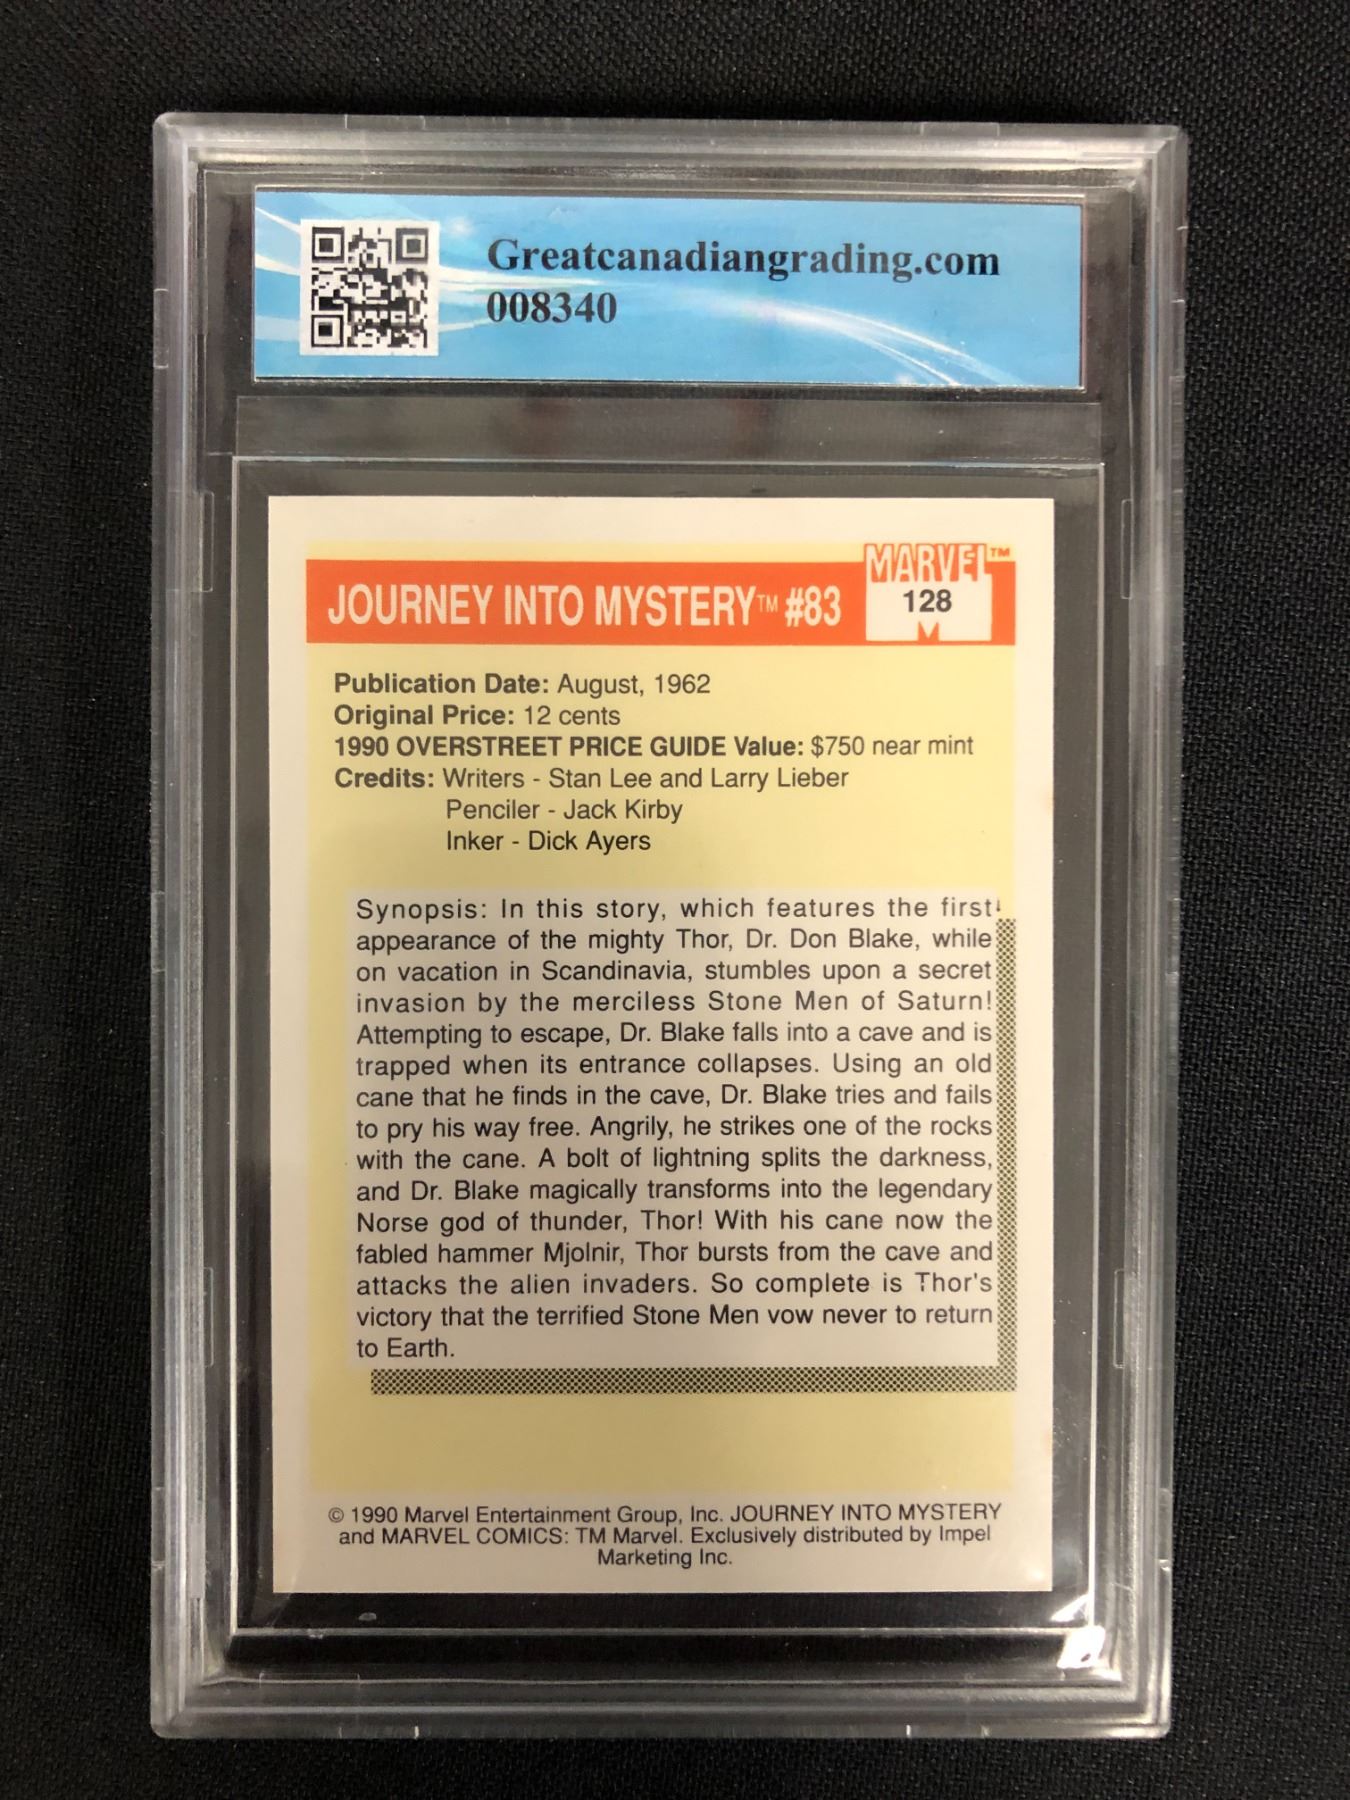 Greatcanadiangrading.com
008340
MARVEL™
JOURNEY INTO MYSTERY™ #83
128
Publication Date: August, 1962
Original Price: 12 cents
1990 OVERSTREET PRICE GUIDE Value: $750 near mint
Credits: Writers - Stan Lee and Larry Lieber
Penciler - Jack Kirby
Inker - Dick Ayers
Synopsis: In this story, which features the first
appearance of the mighty Thor, Dr. Don Blake, while
on vacation in Scandinavia, stumbles upon a secret
invasion by the merciless Stone Men of Saturn!
Attempting to escape, Dr. Blake falls into a cave and is
trapped when its entrance collapses. Using an old
cane that he finds in the cave, Dr. Blake tries and fails
to pry his way free. Angrily, he strikes one of the rocks
with the cane. A bolt of lightning splits the darkness,
and Dr. Blake magically transforms into the legendary
Norse god of thunder, Thor! With his cane now the
fabled hammer Mjolnir, Thor bursts from the cave and
attacks the alien invaders. So complete is Thor's
victory that the terrified Stone Men vow never to return
to Earth.
© 1990 Marvel Entertainment Group, Inc. JOURNEY INTO MYSTERY
and MARVEL COMICS: TM Marvel. Exclusively distributed by Impel
Marketing Inc.